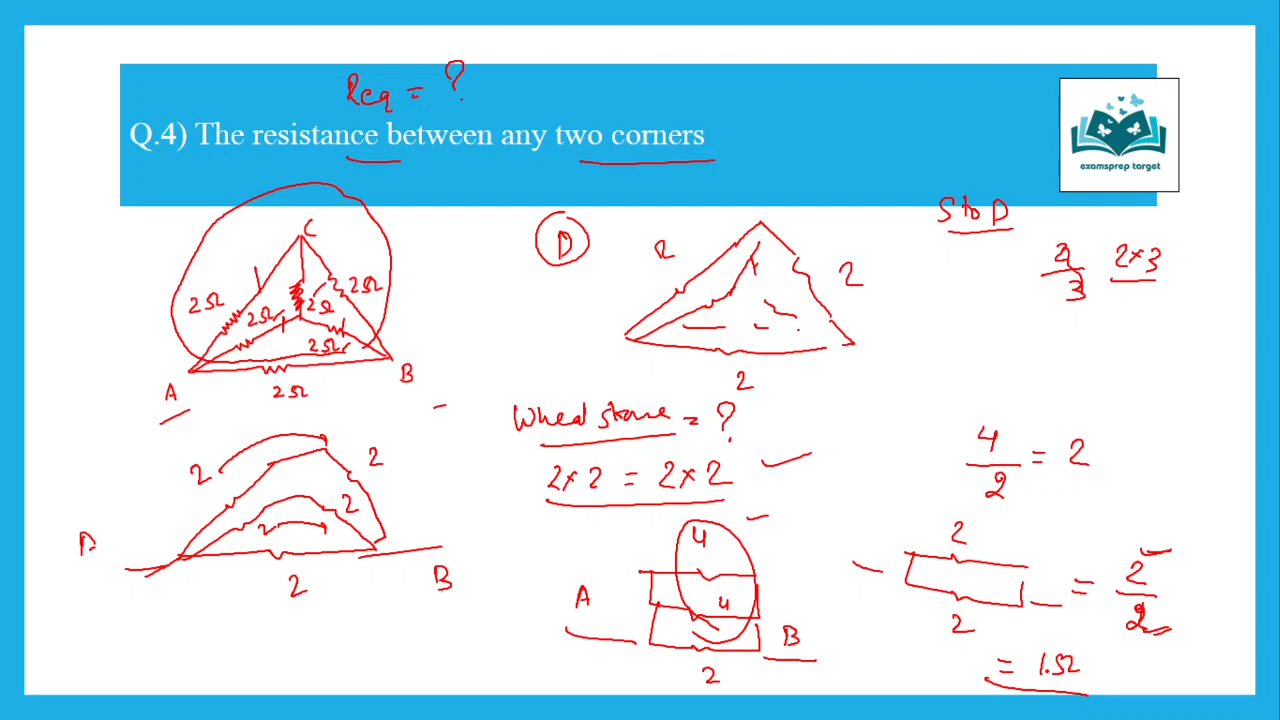 Req = ?
Q.4) The resistance between any two corners
examsprep target
C
2Ω
2Ω
2Ω
2Ω
2Ω
A
B
2Ω
D
2
2
S to D
2
3
2×3
Wheatstone = ?
2×2 = 2×2
4
2
= 2
2
2
2
2
2
B
4
4
A
B
2
2
2
= 2
2
= 1Ω